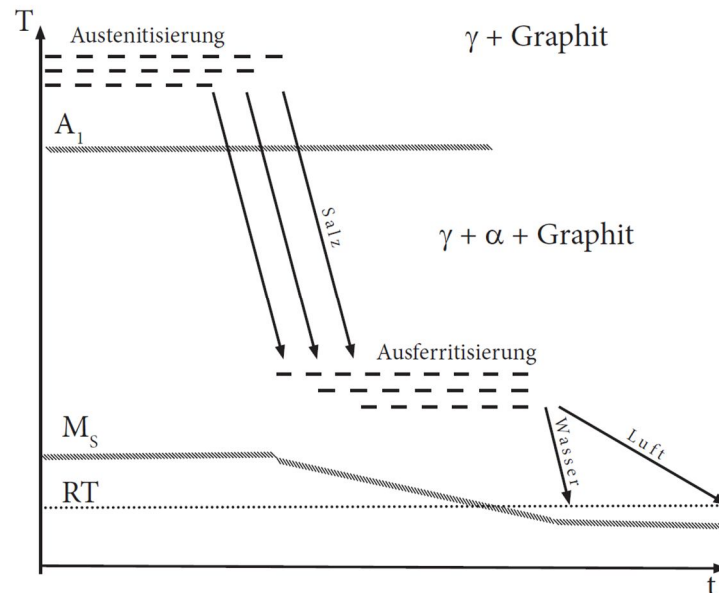 T
Austenitisierung
γ + Graphit
A₁
Salz
γ + α + Graphit
Ausferritisierung
Mₛ
Wasser
Luft
RT
t